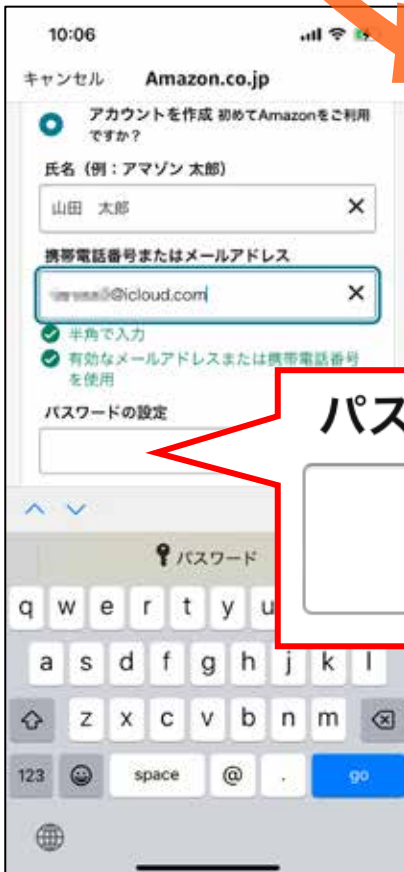 10:06
キャンセル Amazon.co.jp
アカウントを作成 初めてAmazonをご利用
ですか？
氏名（例：アマゾン 太郎）
山田 太郎
携帯電話番号またはメールアドレス
@icloud.com
半角で入力
有効なメールアドレスまたは携帯電話番号
を使用
パスワードの設定
パス
パスワード
q w e r t y u
a s d f g h j k l
z x c v b n m
123 space @ . go